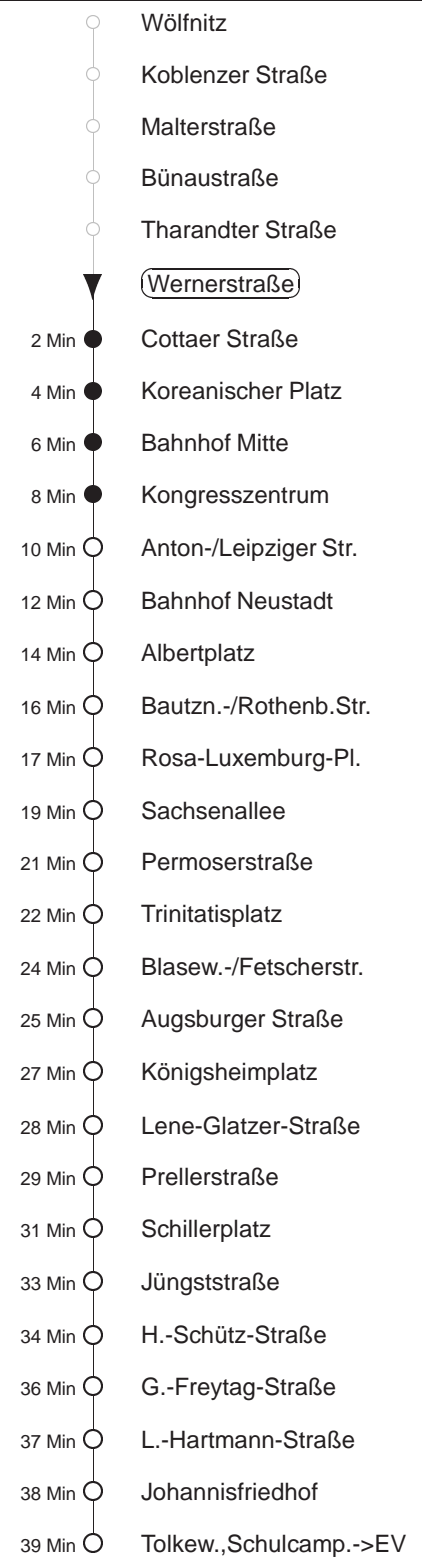 Wölfnitz
Koblenzer Straße
Malterstraße
Bünaustraße
Tharandter Straße
Wernerstraße
2 Min Cottaer Straße
4 Min Koreanischer Platz
6 Min Bahnhof Mitte
8 Min Kongresszentrum
10 Min Anton-/Leipziger Str.
12 Min Bahnhof Neustadt
14 Min Albertplatz
16 Min Bautzn.-/Rothenb.Str.
17 Min Rosa-Luxemburg-Pl.
19 Min Sachsenallee
21 Min Permoserstraße
22 Min Trinitatisplatz
24 Min Blasew.-/Fetscherstr.
25 Min Augsburger Straße
27 Min Königsheimplatz
28 Min Lene-Glatzer-Straße
29 Min Prellerstraße
31 Min Schillerplatz
33 Min Jüngststraße
34 Min H.-Schütz-Straße
36 Min G.-Freytag-Straße
37 Min L.-Hartmann-Straße
38 Min Johannisfriedhof
39 Min Tolkew.,Schulcamp.->EV